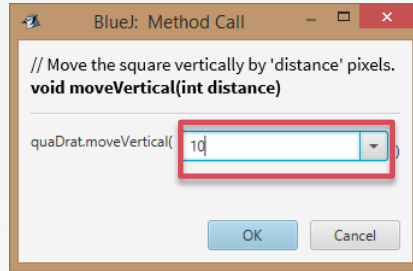 BlueJ: Method Call
// Move the square vertically by 'distance' pixels.
void moveVertical(int distance)
quaDrat.moveVertical( 10 )
OK Cancel